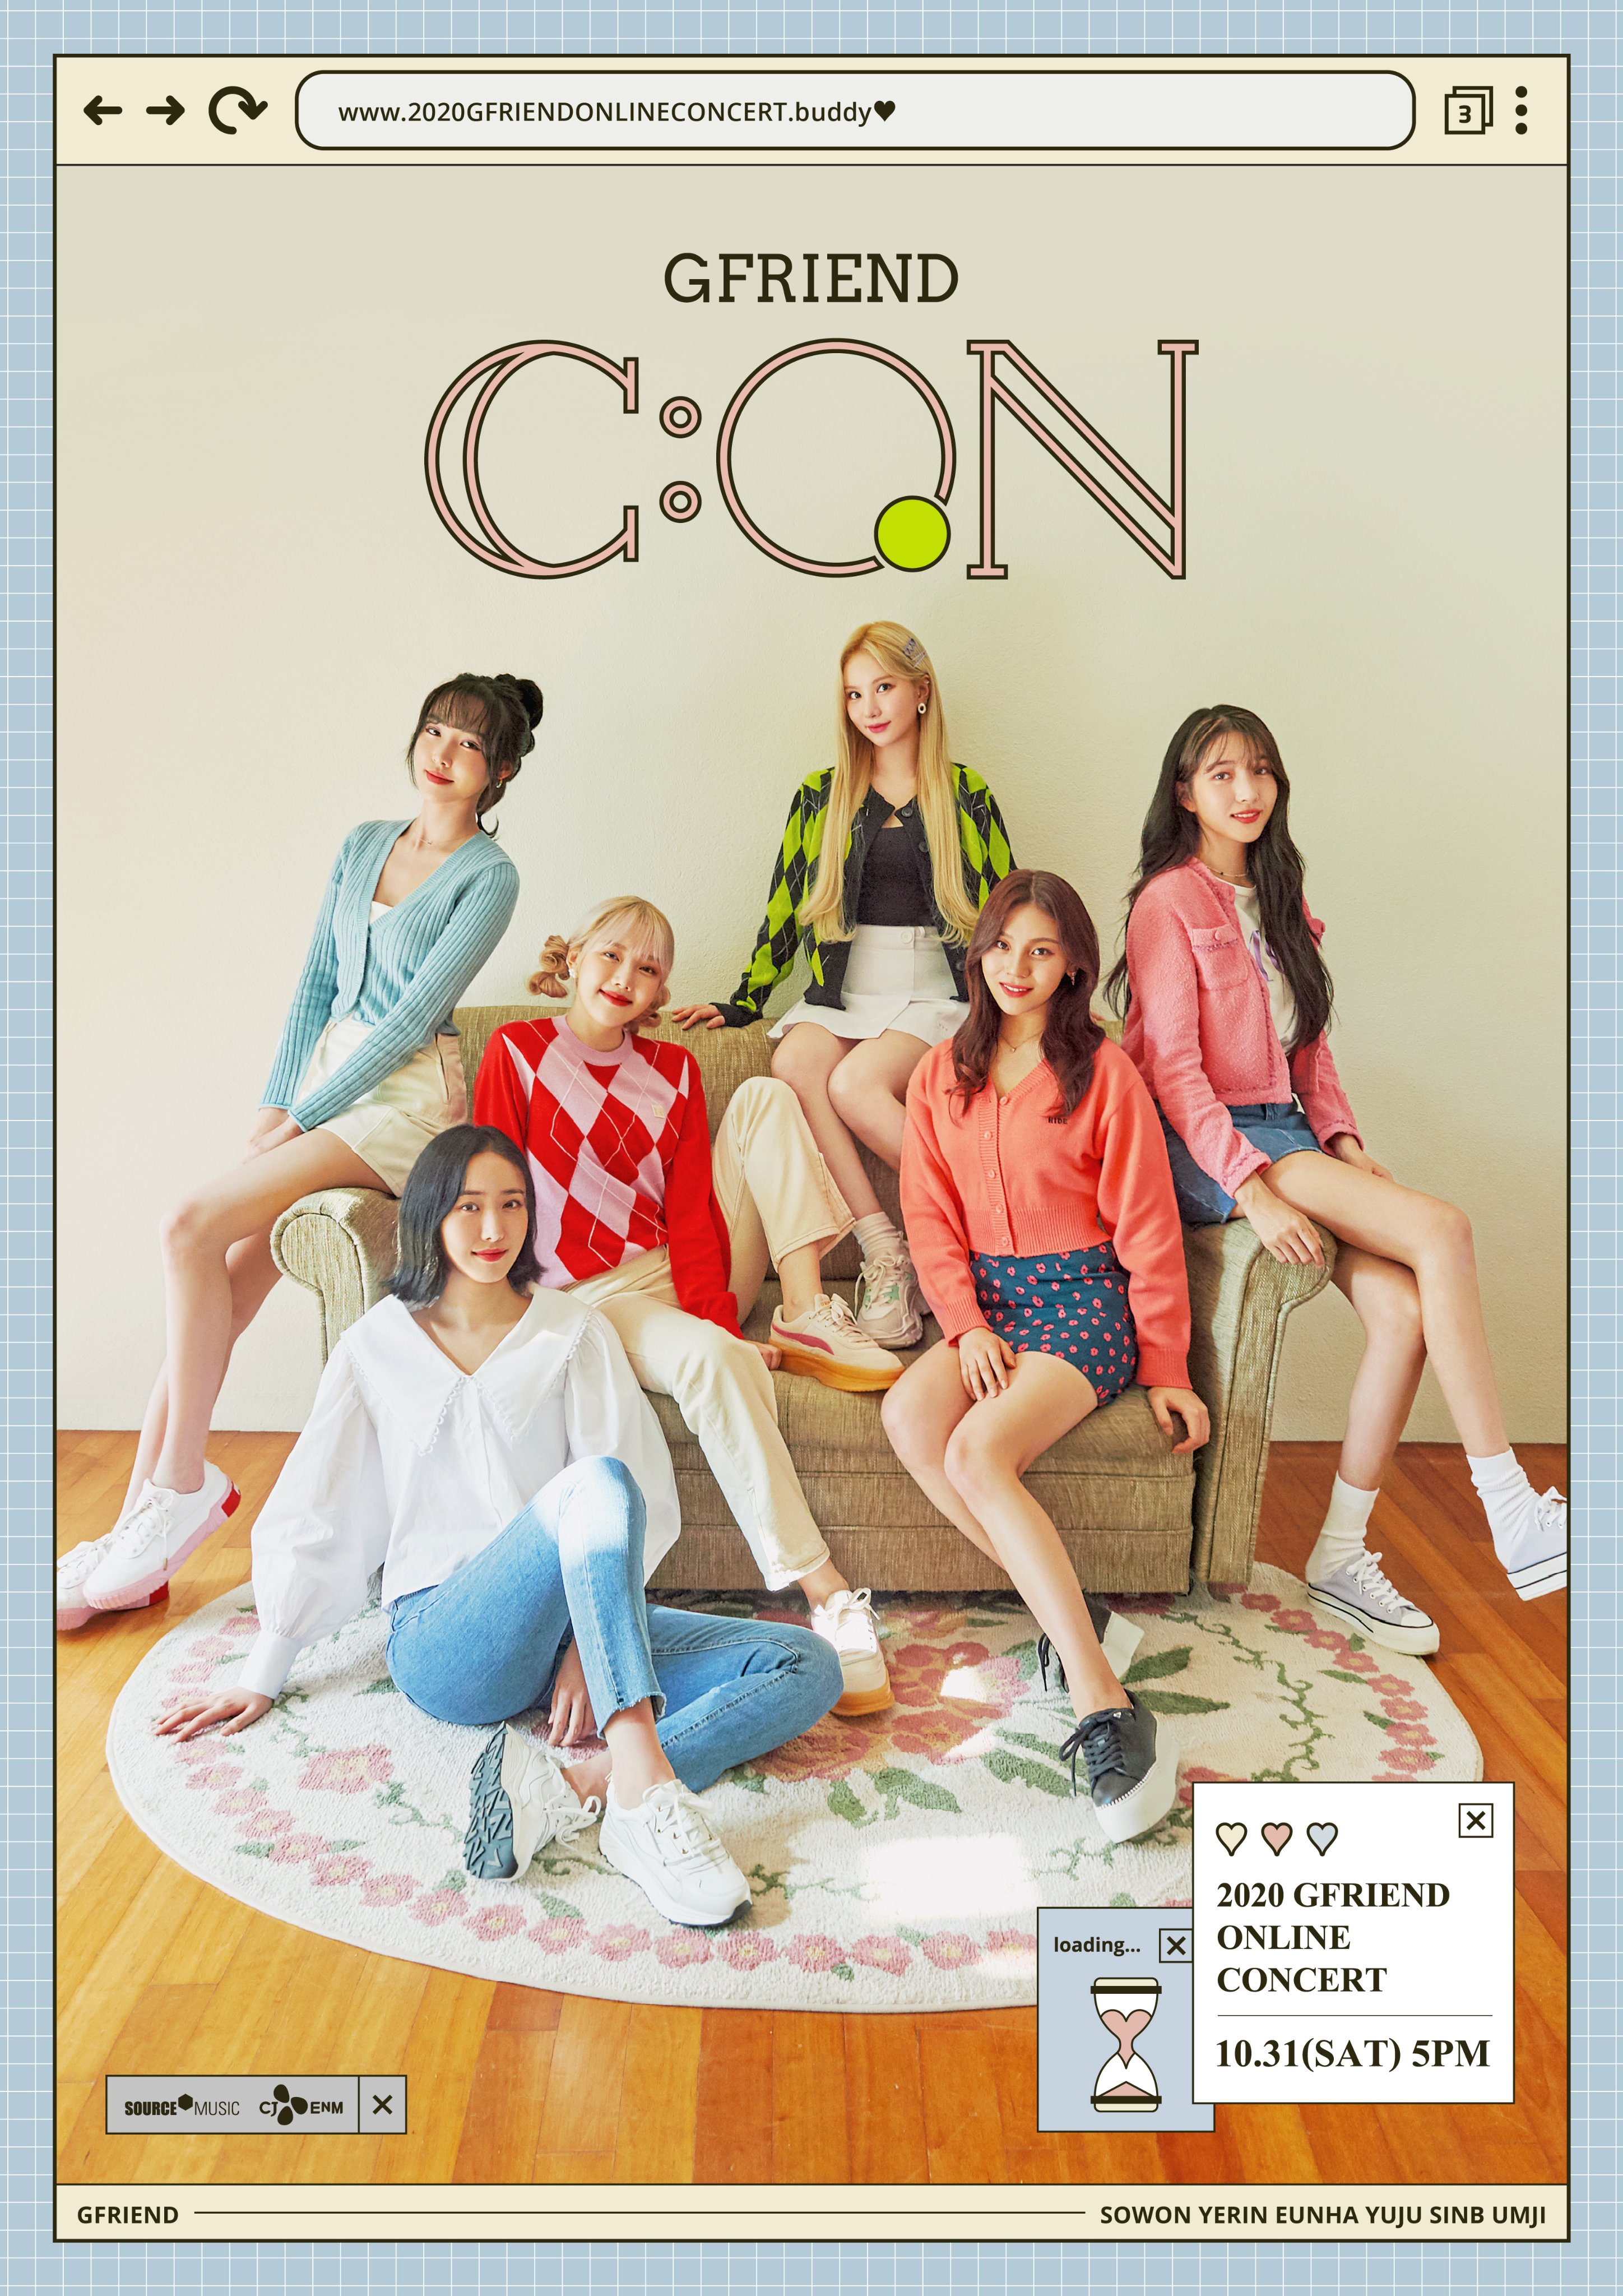 www.2020GFRIENDONLINECONCERT.buddy♥
3
GFRIEND
C:ON
RIDE
loading...
2020 GFRIEND
ONLINE
CONCERT
10.31(SAT) 5PM
SOURCE MUSIC CJ ENM
GFRIEND SOWON YERIN EUNHA YUJU SINB UMJI